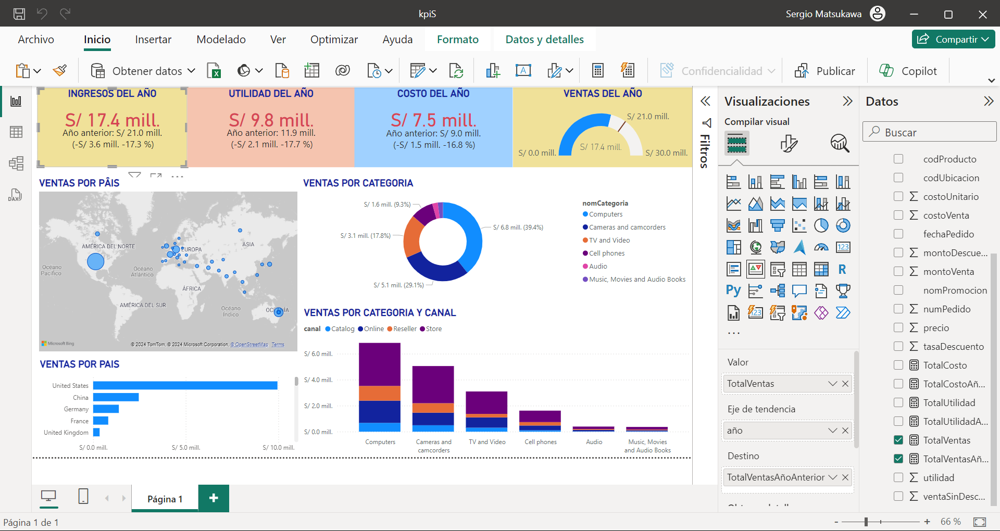 kpiS
Sergio Matsukawa
Archivo
Inicio
Insertar
Modelado
Ver
Optimizar
Ayuda
Formato
Datos y detalles
Compartir
Obtener datos
Confidencialidad
Publicar
Copilot
INGRESOS DEL AÑO
S/ 17.4 mill.
Año anterior: S/ 21.0 mill.
(-S/ 3.6 mill. -17.3 %)
UTILIDAD DEL AÑO
S/ 9.8 mill.
Año anterior: 11.9 mill.
(-S/ 2.1 mill. -17.7 %)
COSTO DEL AÑO
S/ 7.5 mill.
Año anterior: S/ 9.0 mill.
(-S/ 1.5 mill. -16.8 %)
VENTAS DEL AÑO
S/ 21.0 mill.
S/ 17.4 mill.
S/ 0.0 mill.
S/ 30.0 mill.
VENTAS POR PÂIS
AMÉRICA DEL NORTE
EUROPA
ASIA
Océano
Pacífico
Océano
Atlántico
ÁFRICA
AMÉRICA DEL SUR
Océano
Índico
Microsoft Bing
© 2024 TomTom, © 2024 Microsoft Corporation, © OpenStreetMap Terms
VENTAS POR CATEGORIA
S/ 1.6 mill. (9.3%)
S/ 6.8 mill. (39.4%)
S/ 3.1 mill. (17.8%)
S/ 5.1 mill. (29.1%)
nomCategoria
Computers
Cameras and camcorders
TV and Video
Cell phones
Audio
Music, Movies and Audio Books
VENTAS POR PAIS
United States
China
Germany
France
United Kingdom
S/ 0.0 mill.
S/ 5.0 mill.
S/ 10.0 mill.
VENTAS POR CATEGORIA Y CANAL
canal Catalog Online Reseller Store
S/ 6.0 mill.
S/ 4.0 mill.
S/ 2.0 mill.
S/ 0.0 mill.
Computers
Cameras and
camcorders
TV and Video
Cell phones
Audio
Music, Movies
and Audio Books
Filtros
Visualizaciones
Compilar visual
123
R
Py
123
Valor
TotalVentas
Eje de tendencia
año
Destino
TotalVentasAñoAnterior
Datos
Buscar
codProducto
codUbicacion
costoUnitario
costoVenta
fechaPedido
montoDescue...
montoVenta
nomPromocion
numPedido
precio
tasaDescuento
TotalCosto
TotalCostoAñ...
TotalUtilidad
TotalUtilidadA...
TotalVentas
TotalVentasAñ...
utilidad
ventaSinDesc...
DAX
Página 1
Página 1 de 1
- + 66 %